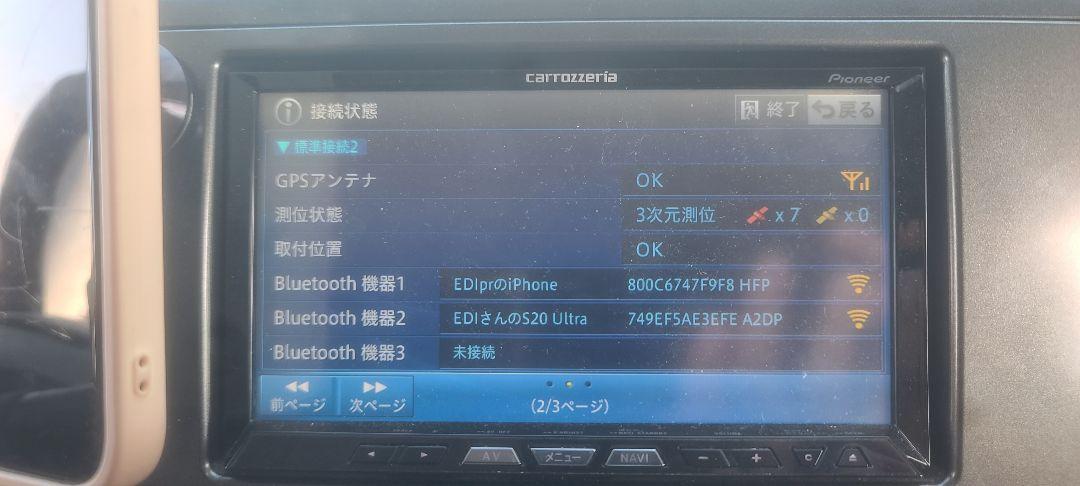 carrozzeria
Pioneer
接続状態
終了
戻る
▼ 標準接続2
GPSアンテナ OK
測位状態 3次元測位 x 7 x 0
取付位置 OK
Bluetooth 機器1 EDIprのiPhone 800C6747F9F8 HFP
Bluetooth 機器2 EDIさんのS20 Ultra 749EF5AE3EFE A2DP
Bluetooth 機器3 未接続
前ページ 次ページ (2/3ページ)
AV メニュー NAVI − +